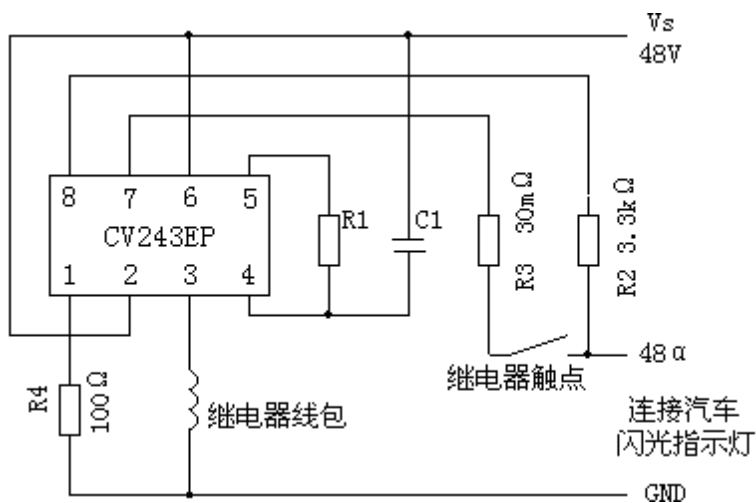 Vs
48V
8 7 6 5
CV243EP
1 2 3 4
R1
C1
R3 30mΩ
R2 3.3kΩ
R4 100Ω
继电器线包
继电器触点
48α
连接汽车
闪光指示灯
GND